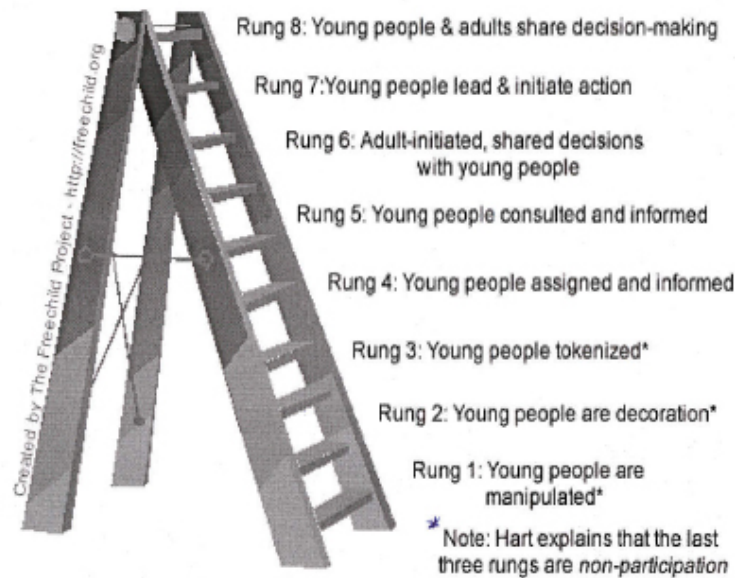 Rung 8: Young people & adults share decision-making
Rung 7:Young people lead & initiate action
Rung 6: Adult-initiated, shared decisions
with young people
Rung 5: Young people consulted and informed
Rung 4: Young people assigned and informed
Rung 3: Young people tokenized*
Rung 2: Young people are decoration*
Rung 1: Young people are
manipulated*
* Note: Hart explains that the last
three rungs are non-participation
Created by The Freechild Project - http://freechild.org